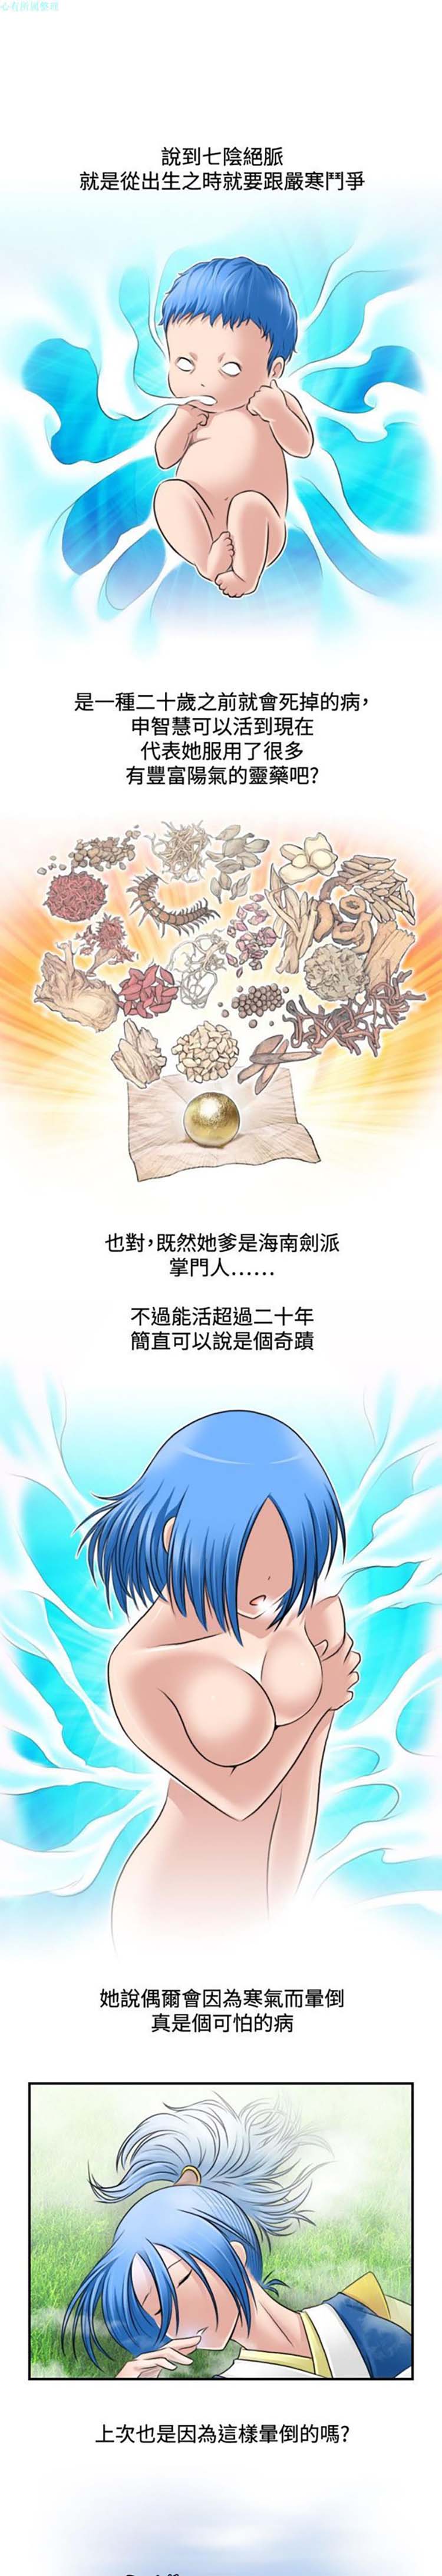 心有所國整理
說到七陰絕脈
就是從出生之時就要跟嚴寒鬥爭
是一種二十歲之前就會死掉的病,
申智慧可以活到現在
代表她服用了很多
有豐富陽氣的靈藥吧?
也對,既然她爹是海南劍派
掌門人......
不過能活超過二十年
簡直可以說是個奇蹟
她說偶爾會因為寒氣而暈倒
真是個可怕的病
上次也是因為這樣暈倒的嗎?